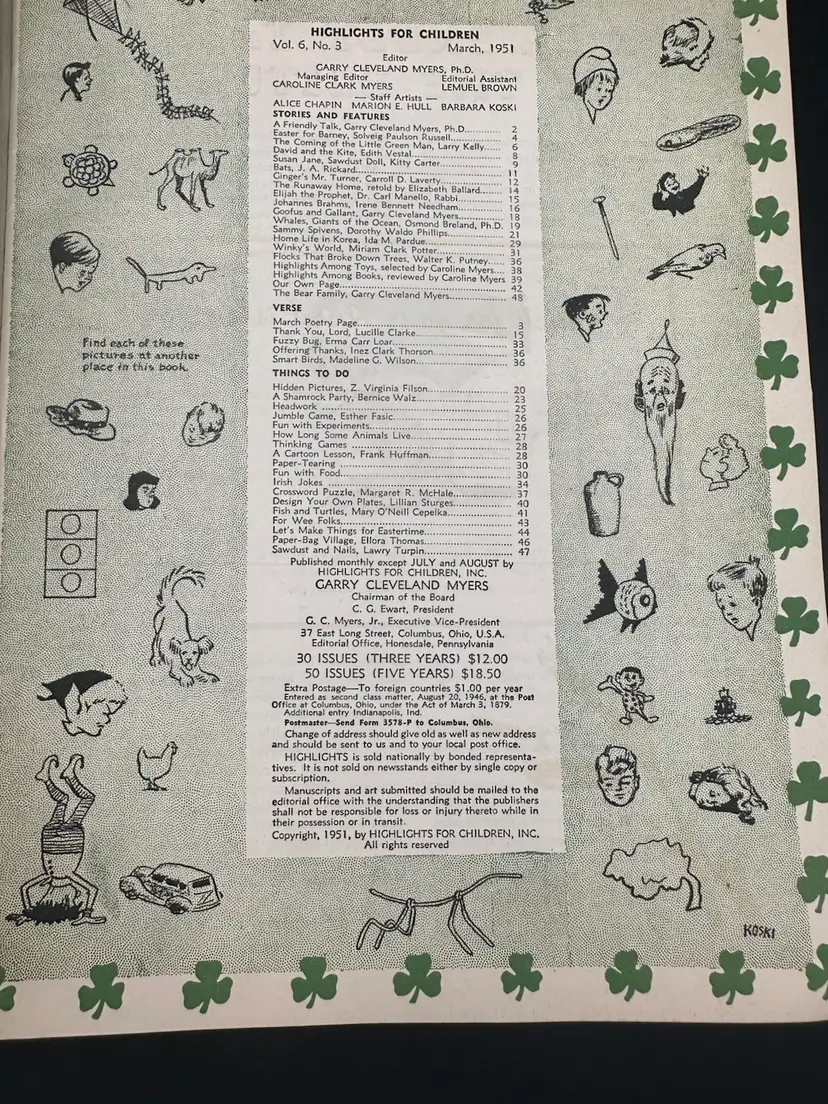 HIGHLIGHTS FOR CHILDREN
Vol. 6, No. 3 March, 1951
Editor
GARRY CLEVELAND MYERS, Ph.D.
Managing Editor Editorial Assistant
CAROLINE CLARK MYERS LEMUEL BROWN
— Staff Artists —
ALICE CHAPIN MARION E. HULL BARBARA KOSKI
STORIES AND FEATURES
A Friendly Talk, Garry Cleveland Myers, Ph.D. 2
Easter for Barney, Solveig Paulson Russell 4
The Coming of the Little Green Man, Larry Kelly 6
David and the Kite, Edith Vestal 8
Susan Jane, Sawdust Doll, Kitty Carter 9
Bats, J. A. Rickard 11
Ginger's Mr. Turner, Carroll D. Laverty 12
The Runaway Home, retold by Elizabeth Ballard 14
Elijah the Prophet, Dr. Carl Manello, Rabbi 15
Johannes Brahms, Irene Bennett Needham 16
Goofus and Gallant, Garry Cleveland Myers 18
Whales, Giants of the Ocean, Osmond Breland, Ph.D. 19
Sammy Spivens, Dorothy Waldo Phillips 21
Home Life in Korea, Ida M. Pardue 29
Winky's World, Miriam Clark Potter 31
Flocks That Broke Down Trees, Walter K. Putney 36
Highlights Among Toys, selected by Caroline Myers 38
Highlights Among Books, reviewed by Caroline Myers 39
Our Own Page 42
The Bear Family, Garry Cleveland Myers 48
VERSE
March Poetry Page 3
Thank You, Lord, Lucille Clarke 15
Fuzzy Bug, Erma Carr Loar 33
Offering Thanks, Inez Clark Thorson 36
Smart Birds, Madeline G. Wilson 36
THINGS TO DO
Hidden Pictures, Z. Virginia Filson 20
A Shamrock Party, Bernice Walz 23
Headwork 25
Jumble Game, Esther Fasic 26
Fun with Experiments 26
How Long Some Animals Live 27
Thinking Games 28
A Cartoon Lesson, Frank Huffman 28
Paper-Tearing 30
Fun with Food 30
Irish Jokes 34
Crossword Puzzle, Margaret R. McHale 37
Design Your Own Plates, Lillian Sturges 40
Fish and Turtles, Mary O'Neill Cepelka 41
For Wee Folks 43
Let's Make Things for Eastertime 44
Paper-Bag Village, Ellora Thomas 46
Sawdust and Nails, Lawry Turpin 47
Published monthly except JULY and AUGUST by
HIGHLIGHTS FOR CHILDREN, INC.
GARRY CLEVELAND MYERS
Chairman of the Board
C. G. Ewart, President
G. C. Myers, Jr., Executive Vice-President
37 East Long Street, Columbus, Ohio, U.S.A.
Editorial Office, Honesdale, Pennsylvania
30 ISSUES (THREE YEARS) $12.00
50 ISSUES (FIVE YEARS) $18.50
Extra Postage—To foreign countries $1.00 per year
Entered as second class matter, August 20, 1946, at the Post
Office at Columbus, Ohio, under the Act of March 3, 1879.
Additional entry Indianapolis, Ind.
Postmaster—Send Form 3578-P to Columbus, Ohio.
Change of address should give old as well as new address
and should be sent to us and to your local post office.
HIGHLIGHTS is sold nationally by bonded representa-
tives. It is not sold on newsstands either by single copy or
subscription.
Manuscripts and art submitted should be mailed to the
editorial office with the understanding that the publishers
shall not be responsible for loss or injury thereto while in
their possession or in transit.
Copyright, 1951, by HIGHLIGHTS FOR CHILDREN, INC.
All rights reserved
Find each of these
pictures at another
place in this book.
KOSKI